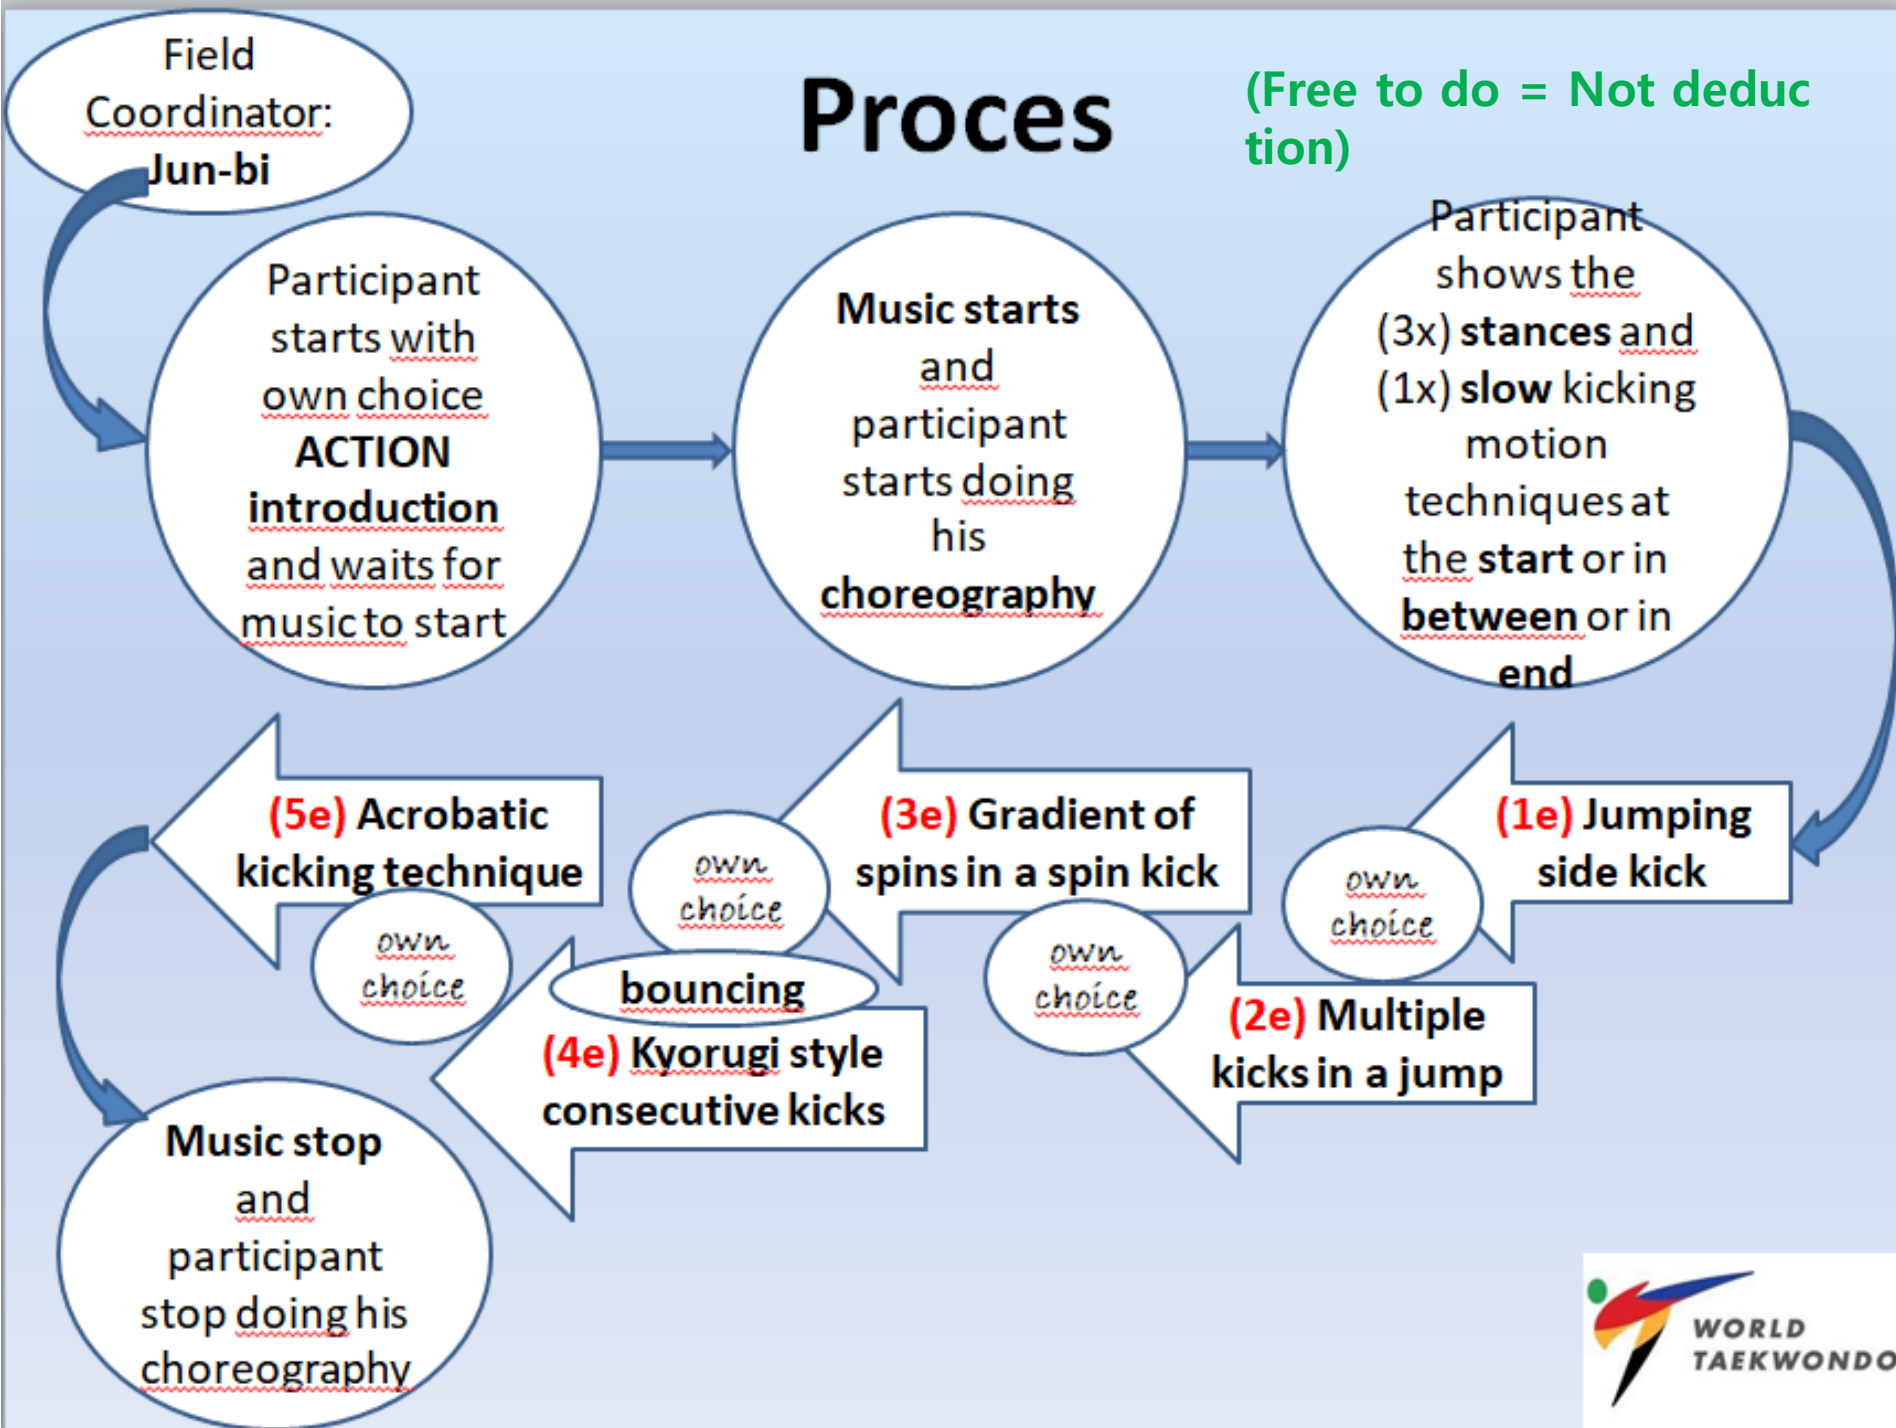 Field
Coordinator:
Jun-bi
Proces
(Free to do = Not deduc
tion)
Participant
starts with
own choice
ACTION
introduction
and waits for
music to start
Music starts
and
participant
starts doing
his
choreography
Participant
shows the
(3x) stances and
(1x) slow kicking
motion
techniques at
the start or in
between or in
end
(1e) Jumping
side kick
own
choice
(2e) Multiple
kicks in a jump
own
choice
(3e) Gradient of
spins in a spin kick
own
choice
bouncing
(4e) Kyorugi style
consecutive kicks
own
choice
(5e) Acrobatic
kicking technique
Music stop
and
participant
stop doing his
choreography
WORLD
TAEKWONDO